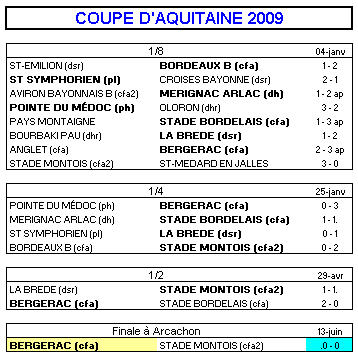 COUPE D'AQUITAINE 2009
1/8 04-janv
ST-EMILION (dsr) BORDEAUX B (cfa) 1 - 2
ST SYMPHORIEN (pl) CROISES BAYONNE (dsr) 2 - 1
AVIRON BAYONNAIS B (cfa2) MERIGNAC ARLAC (dh) 1 - 2 ap
POINTE DU MÉDOC (ph) OLORON (dhr) 3 - 2
PAYS MONTAIGNE STADE BORDELAIS (cfa) 1 - 3 ap
BOURBAKI PAU (dhr) LA BREDE (dsr) 1 - 2
ANGLET (cfa) BERGERAC (cfa) 2 - 3 ap
STADE MONTOIS (cfa2) ST-MEDARD EN JALLES 3 - 0
1/4 25-janv
POINTE DU MÉDOC (ph) BERGERAC (cfa) 0 - 3
MERIGNAC ARLAC (dh) STADE BORDELAIS (cfa) 1 - 1.
ST SYMPHORIEN (pl) LA BREDE (dsr) 0 - 1
BORDEAUX B (cfa) STADE MONTOIS (cfa2) 0 - 2
1/2 29-avr
LA BREDE (dsr) STADE MONTOIS (cfa2) 1 - 1.
BERGERAC (cfa) STADE BORDELAIS (cfa) 2 - 0
Finale à Arcachon 13-juin
BERGERAC (cfa) STADE MONTOIS (cfa2) .0 - 0